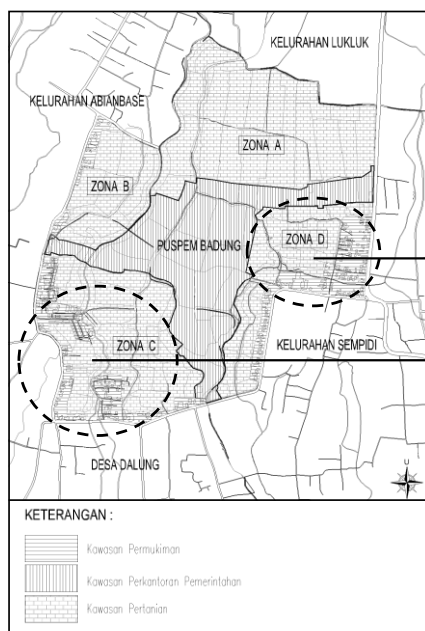 KELURAHAN LUKLUK
KELURAHAN ABIANBASE
ZONA A
ZONA B
PUSPEM BADUNG
ZONA D
ZONA C
KELURAHAN SEMPIDI
DESA DALUNG
U
KETERANGAN :
Kawasan Permukiman
Kawasan Perkantoran Pemerintahan
Kawasan Pertanian